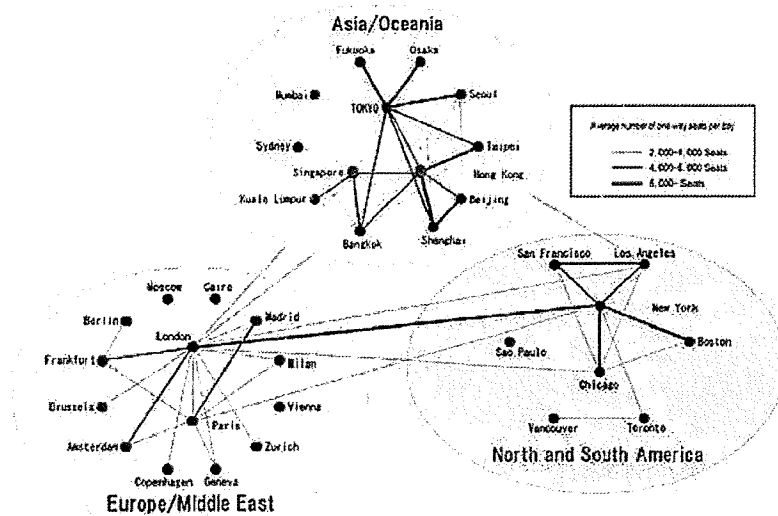 Asia/Oceania
Fukuoka
Osaka
Mumbai
TOKYO
Seoul
Average number of one way seats per day
Sydney
Taipei
2,000-4,000 Seats
Singapore
Hong Kong
4,000-6,000 Seats
Kuala Limpur
Beijing
6,000- Seats
Bangkok
Shanghai
San Francisco
Los Angeles
Moscow
Cairo
Berlin
Madrid
New York
London
Boston
Frankfurt
Milan
Sao Paulo
Chicago
Brussels
Vienna
Paris
Vancouver
Toronto
Amsterdam
Zurich
North and South America
Copenhagen
Geneva
Europe/Middle East